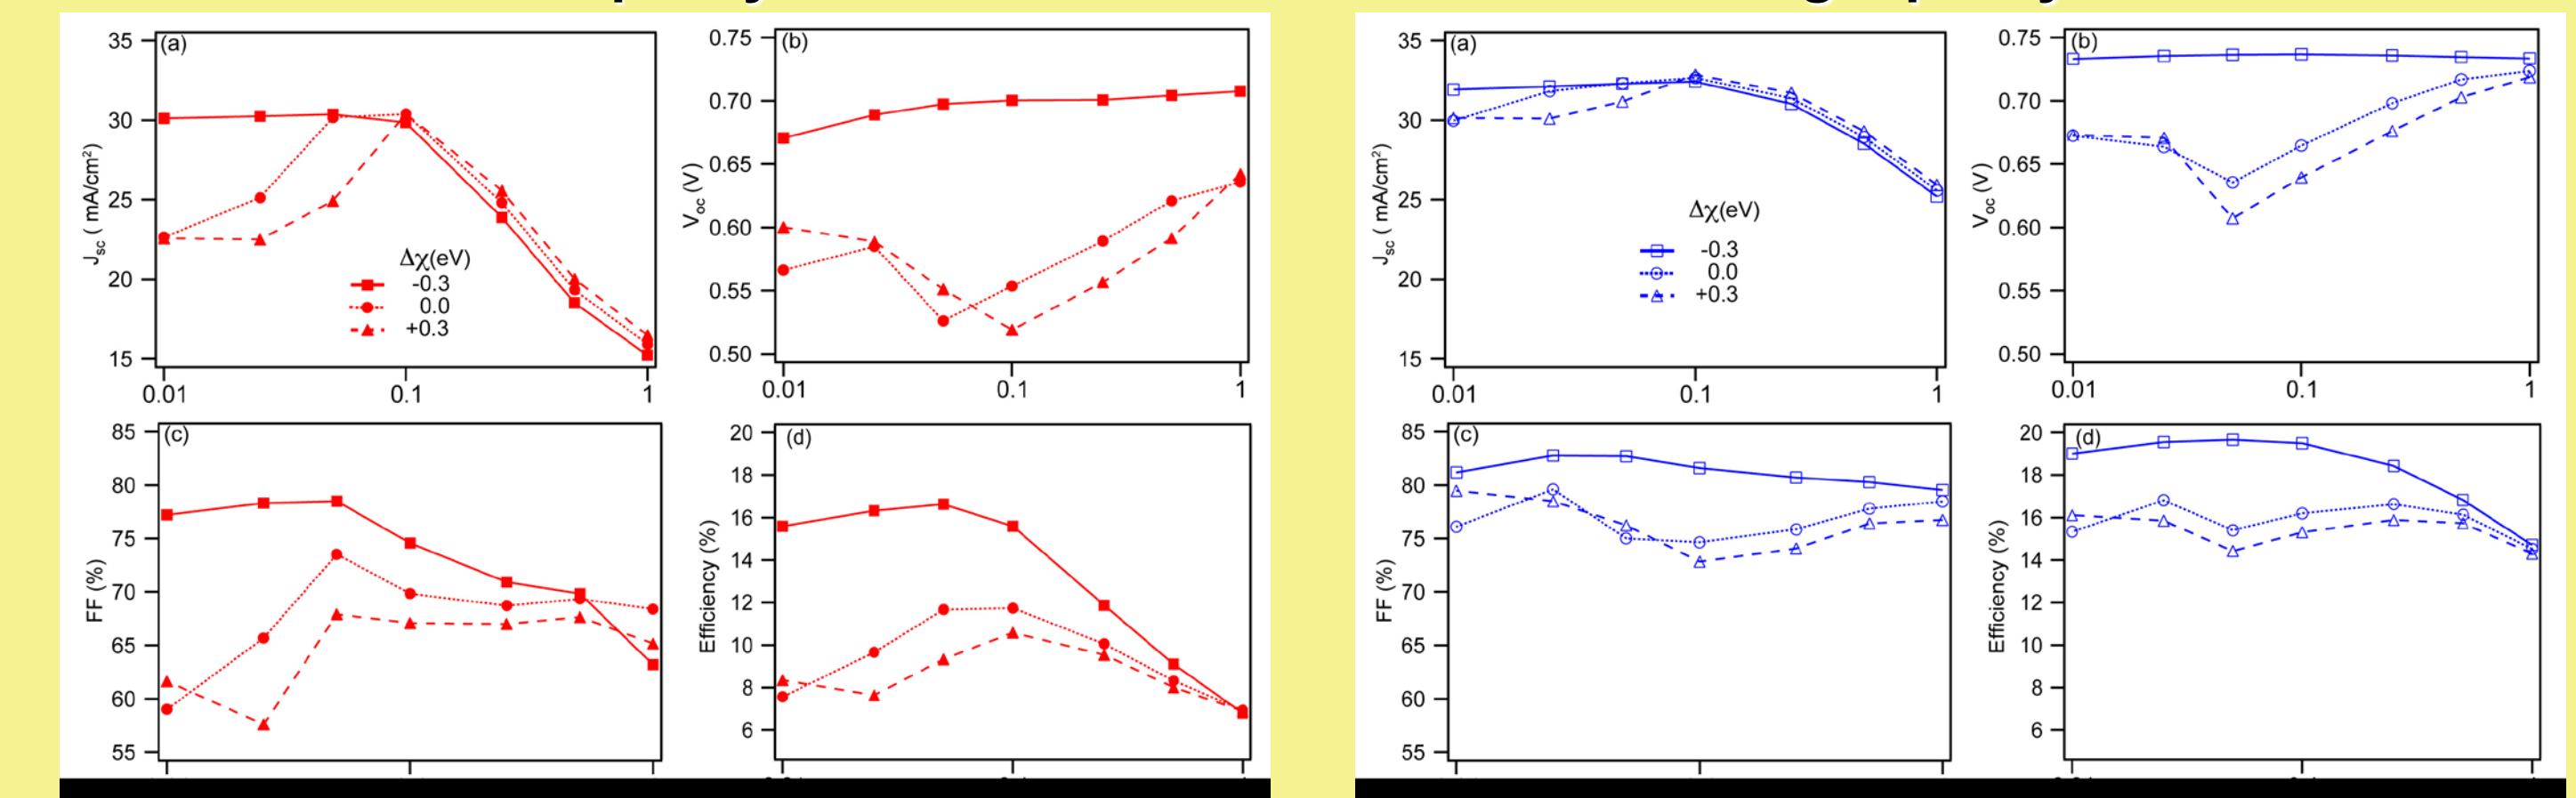 (a)
35
30
25
20
15
J_sc ( mA/cm²)
Δχ(eV)
-0.3
0.0
+0.3
0.01 0.1 1
(b)
0.75
0.70
0.65
0.60
0.55
0.50
V_oc (V)
0.01 0.1 1
(c)
85
80
75
70
65
60
55
FF (%)
(d)
20
18
16
14
12
10
8
6
Efficiency (%)
(a)
35
30
25
20
15
J_sc ( mA/cm²)
Δχ(eV)
-0.3
0.0
+0.3
0.01 0.1 1
(b)
0.75
0.70
0.65
0.60
0.55
0.50
V_oc (V)
0.01 0.1 1
(c)
85
80
75
70
65
60
55
FF (%)
(d)
20
18
16
14
12
10
8
6
Efficiency (%)